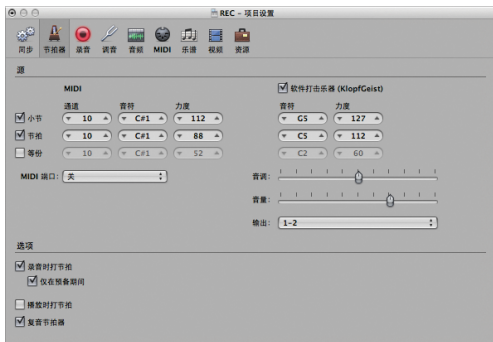 REC - 项目设置
同步 节拍器 录音 调音 音频 MIDI 乐谱 视频 资源
源
MIDI
软件打击乐器 (KlopfGeist)
通道 音符 力度 音符 力度
小节 10 C#1 112 G5 127
节拍 10 C#1 88 C5 112
等份 10 C#1 52 C2 60
MIDI 端口: 关
音调:
音量:
输出: 1-2
选项
录音时打节拍
仅在预备期间
播放时打节拍
复音节拍器